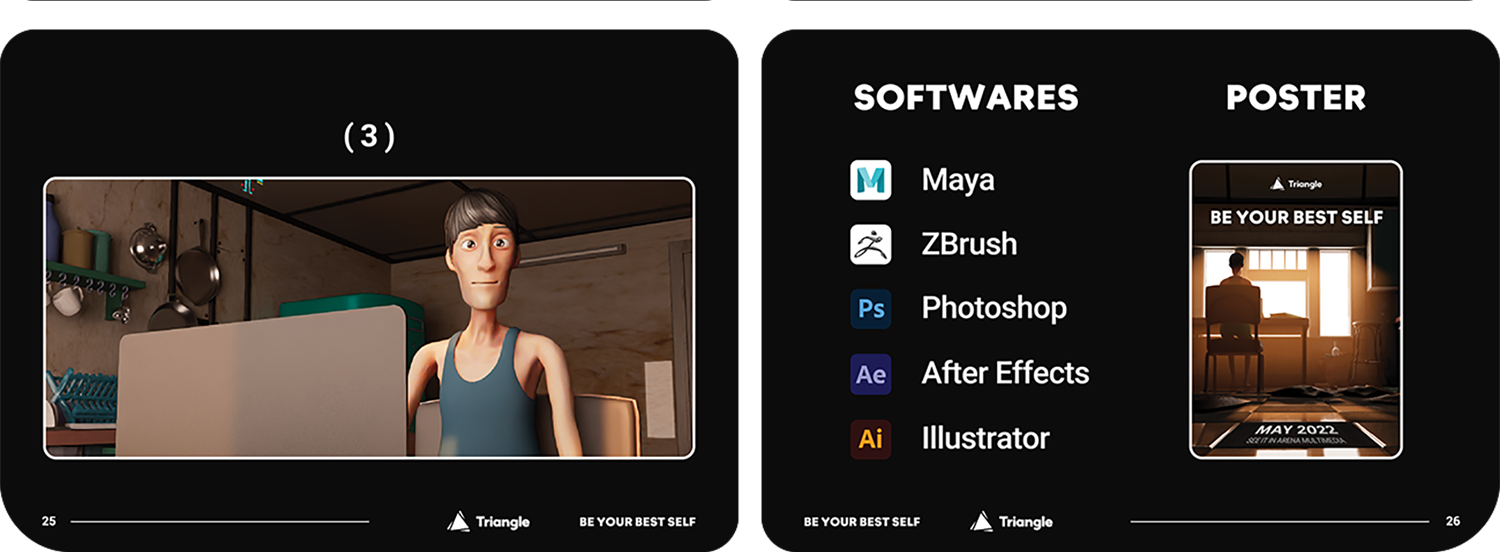 ( 3 )
25
Triangle
BE YOUR BEST SELF
SOFTWARES
Maya
ZBrush
Ps
Photoshop
Ae
After Effects
Ai
Illustrator
POSTER
Triangle
BE YOUR BEST SELF
MAY 2022
SEE IT IN ARENA MULTIMEDIA
BE YOUR BEST SELF
Triangle
26